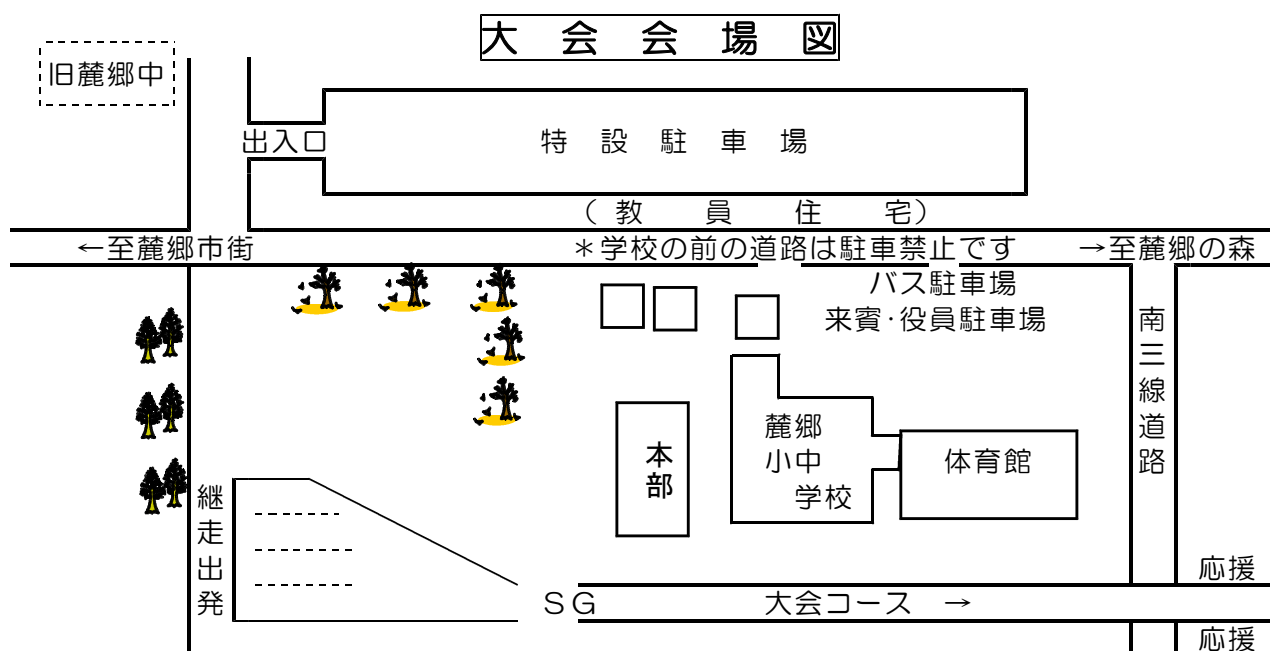 大会会場図
旧麓郷中
出入口
特設駐車場
（教員住宅）
←至麓郷市街
＊学校の前の道路は駐車禁止です
→至麓郷の森
バス駐車場
来賓・役員駐車場
南三線道路
麓郷
小中
学校
体育館
本部
継走出発
ＳＧ
大会コース　→
応援
応援